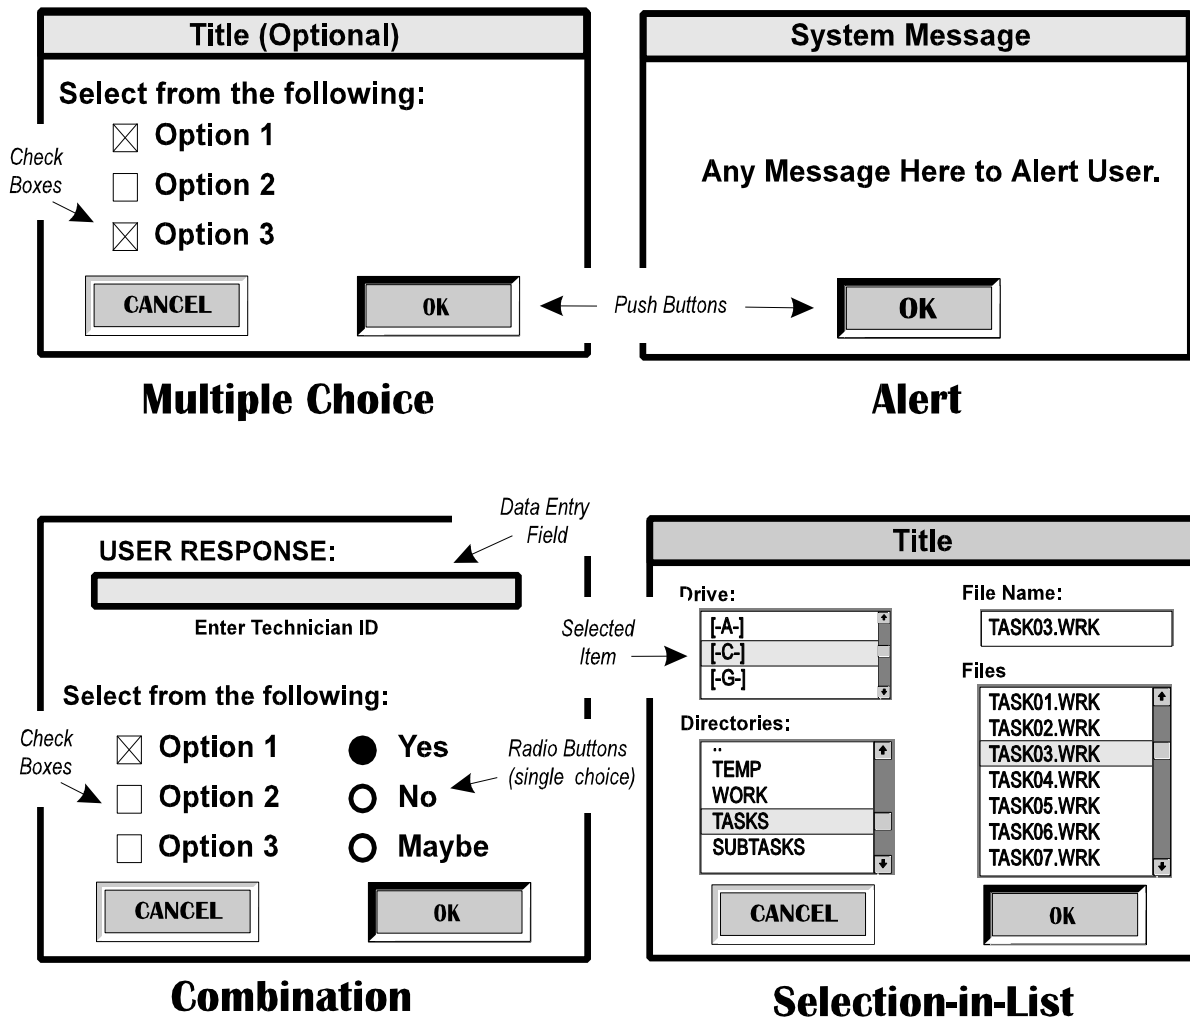 Title (Optional)
Select from the following:
Option 1
Option 2
Option 3
Check
Boxes
CANCEL
OK
Push Buttons
Multiple Choice
System Message
Any Message Here to Alert User.
OK
Alert
Data Entry
Field
USER RESPONSE:
Enter Technician ID
Select from the following:
Check
Boxes
Option 1
Yes
Option 2
No
Option 3
Maybe
Radio Buttons
(single choice)
CANCEL
OK
Combination
Title
Drive:
[-A-]
[-C-]
[-G-]
Selected
Item
Directories:
..
TEMP
WORK
TASKS
SUBTASKS
File Name:
TASK03.WRK
Files
TASK01.WRK
TASK02.WRK
TASK03.WRK
TASK04.WRK
TASK05.WRK
TASK06.WRK
TASK07.WRK
CANCEL
OK
Selection-in-List